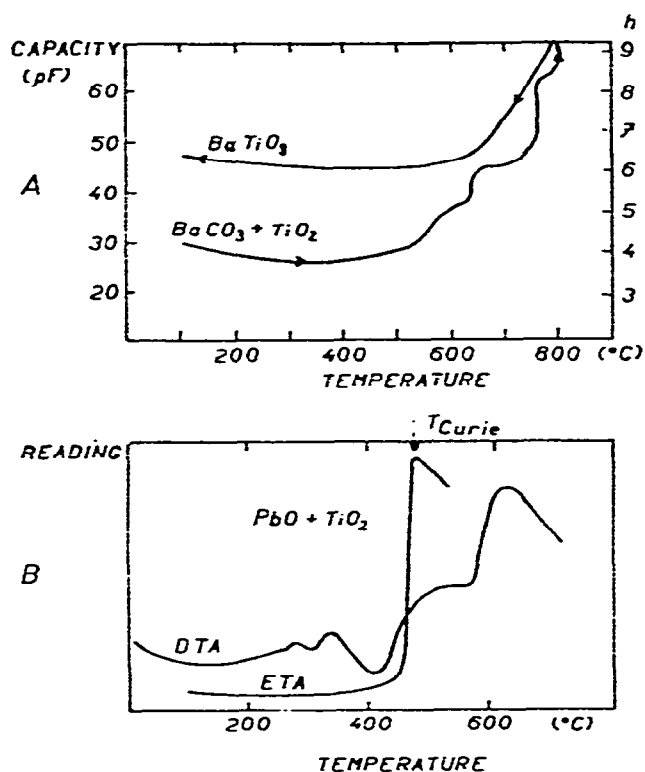 CAPACITY
(pF)
h
9
60
8
7
50
BaTiO3
6
A
40
5
BaCO3 + TiO2
30
4
20
3
200
400
600
800
(°C)
TEMPERATURE
TCurie
READING
PbO + TiO2
B
DTA
ETA
200
400
600
(°C)
TEMPERATURE